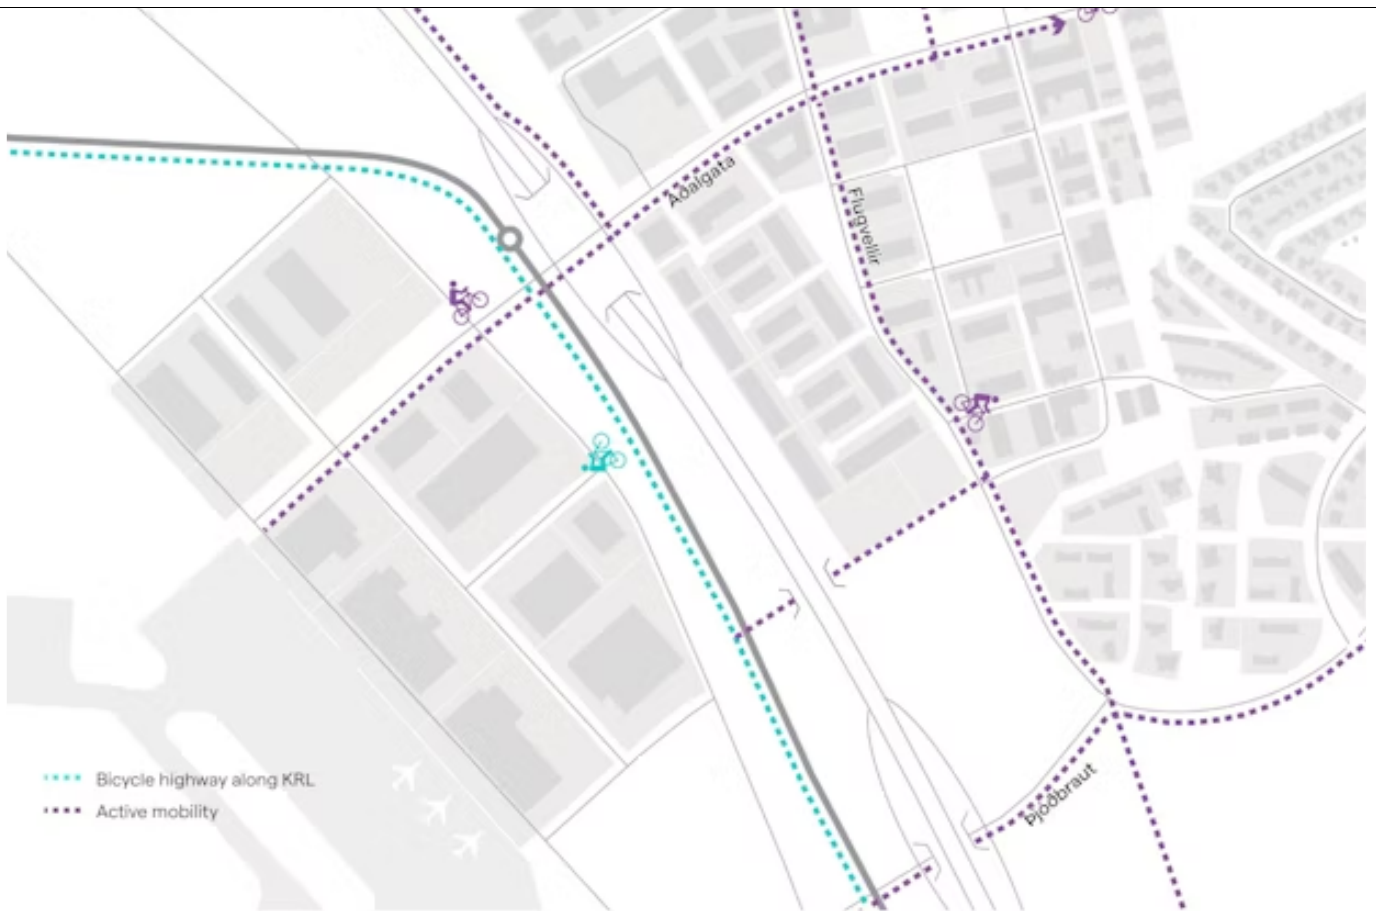 Aðalgata
Flugvellir
Bicycle highway along KRL
Active mobility
Þjóðbraut